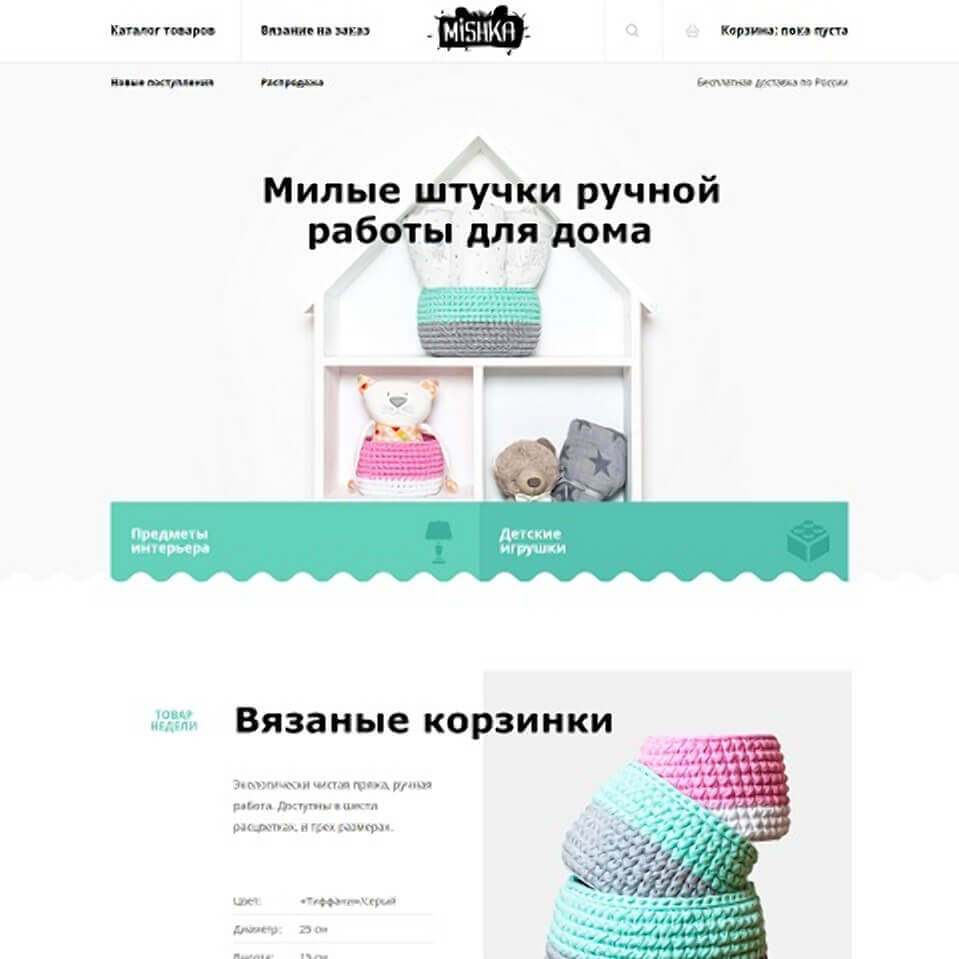 Каталог товаров
Вязание на заказ
MiSHKA
Корзина: пока пуста
Новые поступления
Распродажа
Бесплатная доставка по России
Милые штучки ручной
работы для дома
Предметы
интерьера
Детские
игрушки
ТОВАР
НЕДЕЛИ
Вязаные корзинки
Экологически чистая пряжа, ручная
работа. Доступны в шести
расцветках, и трех размерах.
Цвет: «Тиффани»/серый
Диаметр: 25 см
Высота: 15 см